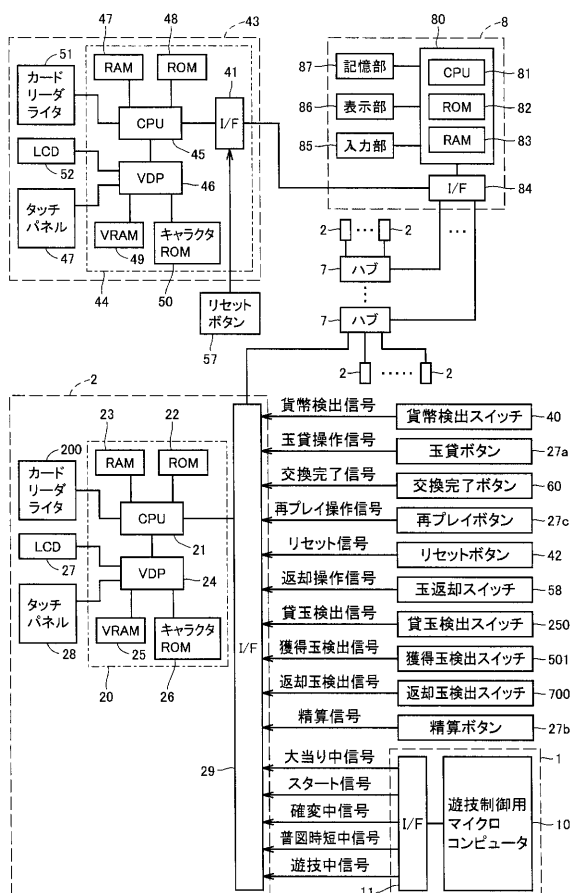 47
48
43
80
8
51
RAM
ROM
41
カード
リーダ
ライタ
87
記憶部
CPU
81
CPU
I/F
86
表示部
ROM
82
LCD
45
85
入力部
RAM
83
52
VDP
46
I/F
84
タッチ
パネル
VRAM
キャラクタ
ROM
2
2
47
49
7
ハブ
44
50
リセット
ボタン
57
7
ハブ
2
2
2
23
22
貨幣検出信号
貨幣検出スイッチ
40
200
RAM
ROM
玉貸操作信号
玉貸ボタン
27a
カード
リーダ
ライタ
交換完了信号
交換完了ボタン
60
CPU
再プレイ操作信号
再プレイボタン
27c
21
LCD
リセット信号
リセットボタン
42
27
VDP
24
返却操作信号
玉返却スイッチ
58
タッチ
パネル
貸玉検出信号
貸玉検出スイッチ
250
28
VRAM
25
キャラクタ
ROM
I/F
獲得玉検出信号
獲得玉検出スイッチ
501
20
26
返却玉検出信号
返却玉検出スイッチ
700
精算信号
精算ボタン
27b
大当り中信号
1
29
スタート信号
確変中信号
I/F
遊技制御用
マイクロ
コンピュータ
10
普図時短中信号
遊技中信号
11